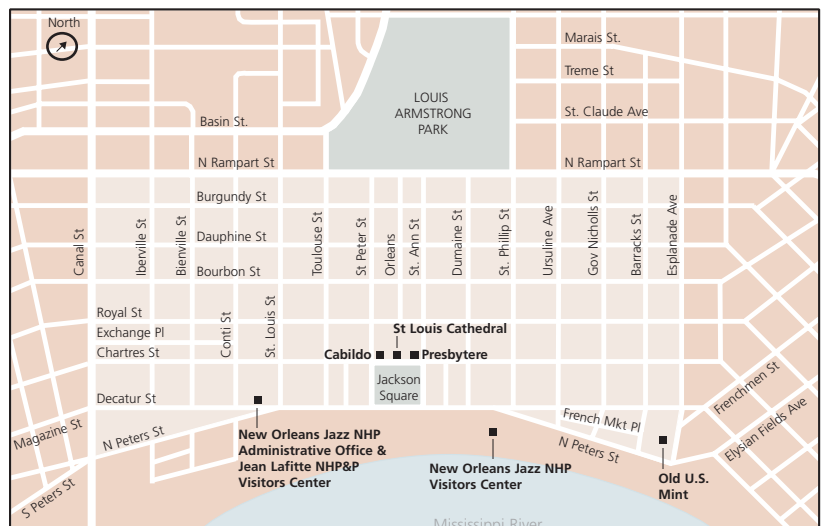 North
Marais St.
Treme St
LOUIS
ARMSTRONG
PARK
St. Claude Ave
Basin St.
N Rampart St
N Rampart St
Burgundy St
Dauphine St
Bourbon St
Canal St
Iberville St
Bienville St
Toulouse St
St Peter St
Orleans
St. Ann St
Dumaine St
St. Phillip St
Ursuline Ave
Gov Nicholls St
Barracks St
Esplanade Ave
Royal St
Exchange Pl
Chartres St
Conti St
St. Louis St
St Louis Cathedral
Cabildo
Presbytere
Jackson
Square
Decatur St
Magazine St
N Peters St
S Peters St
New Orleans Jazz NHP
Administrative Office &
Jean Lafitte NHP&P
Visitors Center
New Orleans Jazz NHP
Visitors Center
French Mkt Pl
N Peters St
Frenchmen St
Elysian Fields Ave
Old U.S.
Mint
Mississippi River